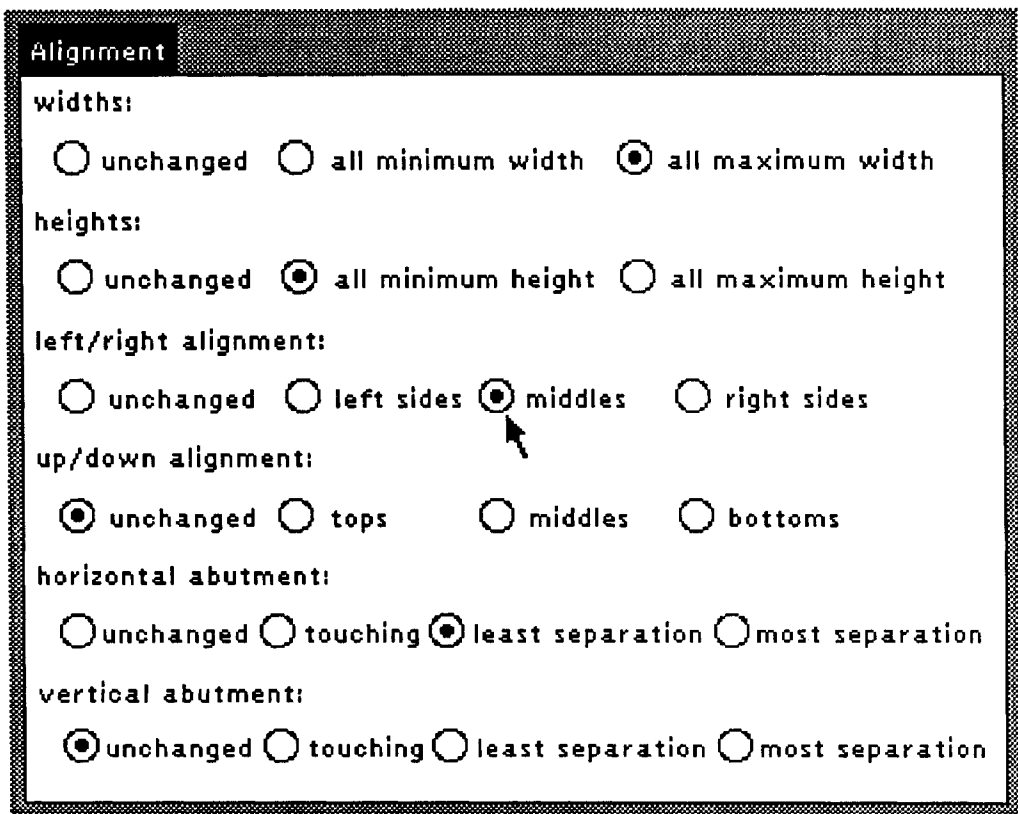 Alignment
widths:
unchanged all minimum width all maximum width
heights:
unchanged all minimum height all maximum height
left/right alignment:
unchanged left sides middles right sides
up/down alignment:
unchanged tops middles bottoms
horizontal abutment:
unchanged touching least separation most separation
vertical abutment:
unchanged touching least separation most separation